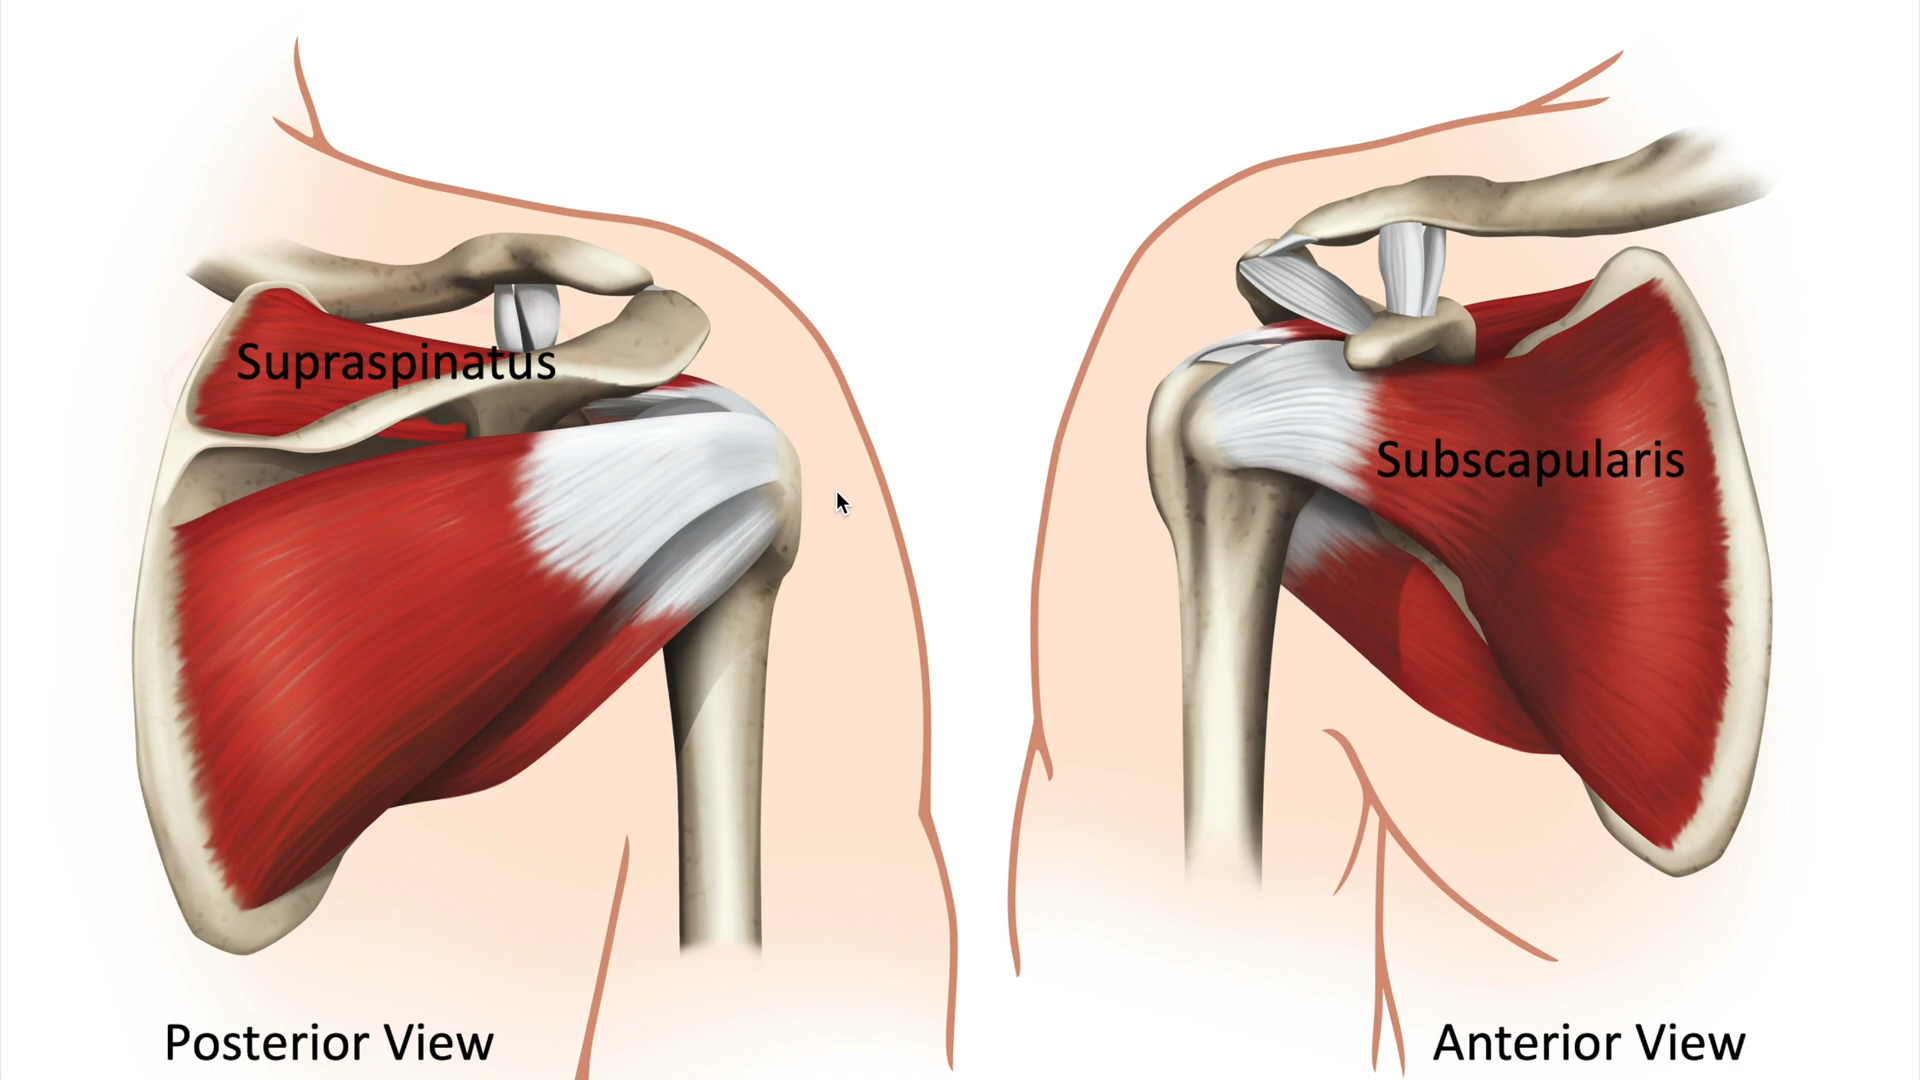 Supraspinatus
Subscapularis
Posterior View
Anterior View